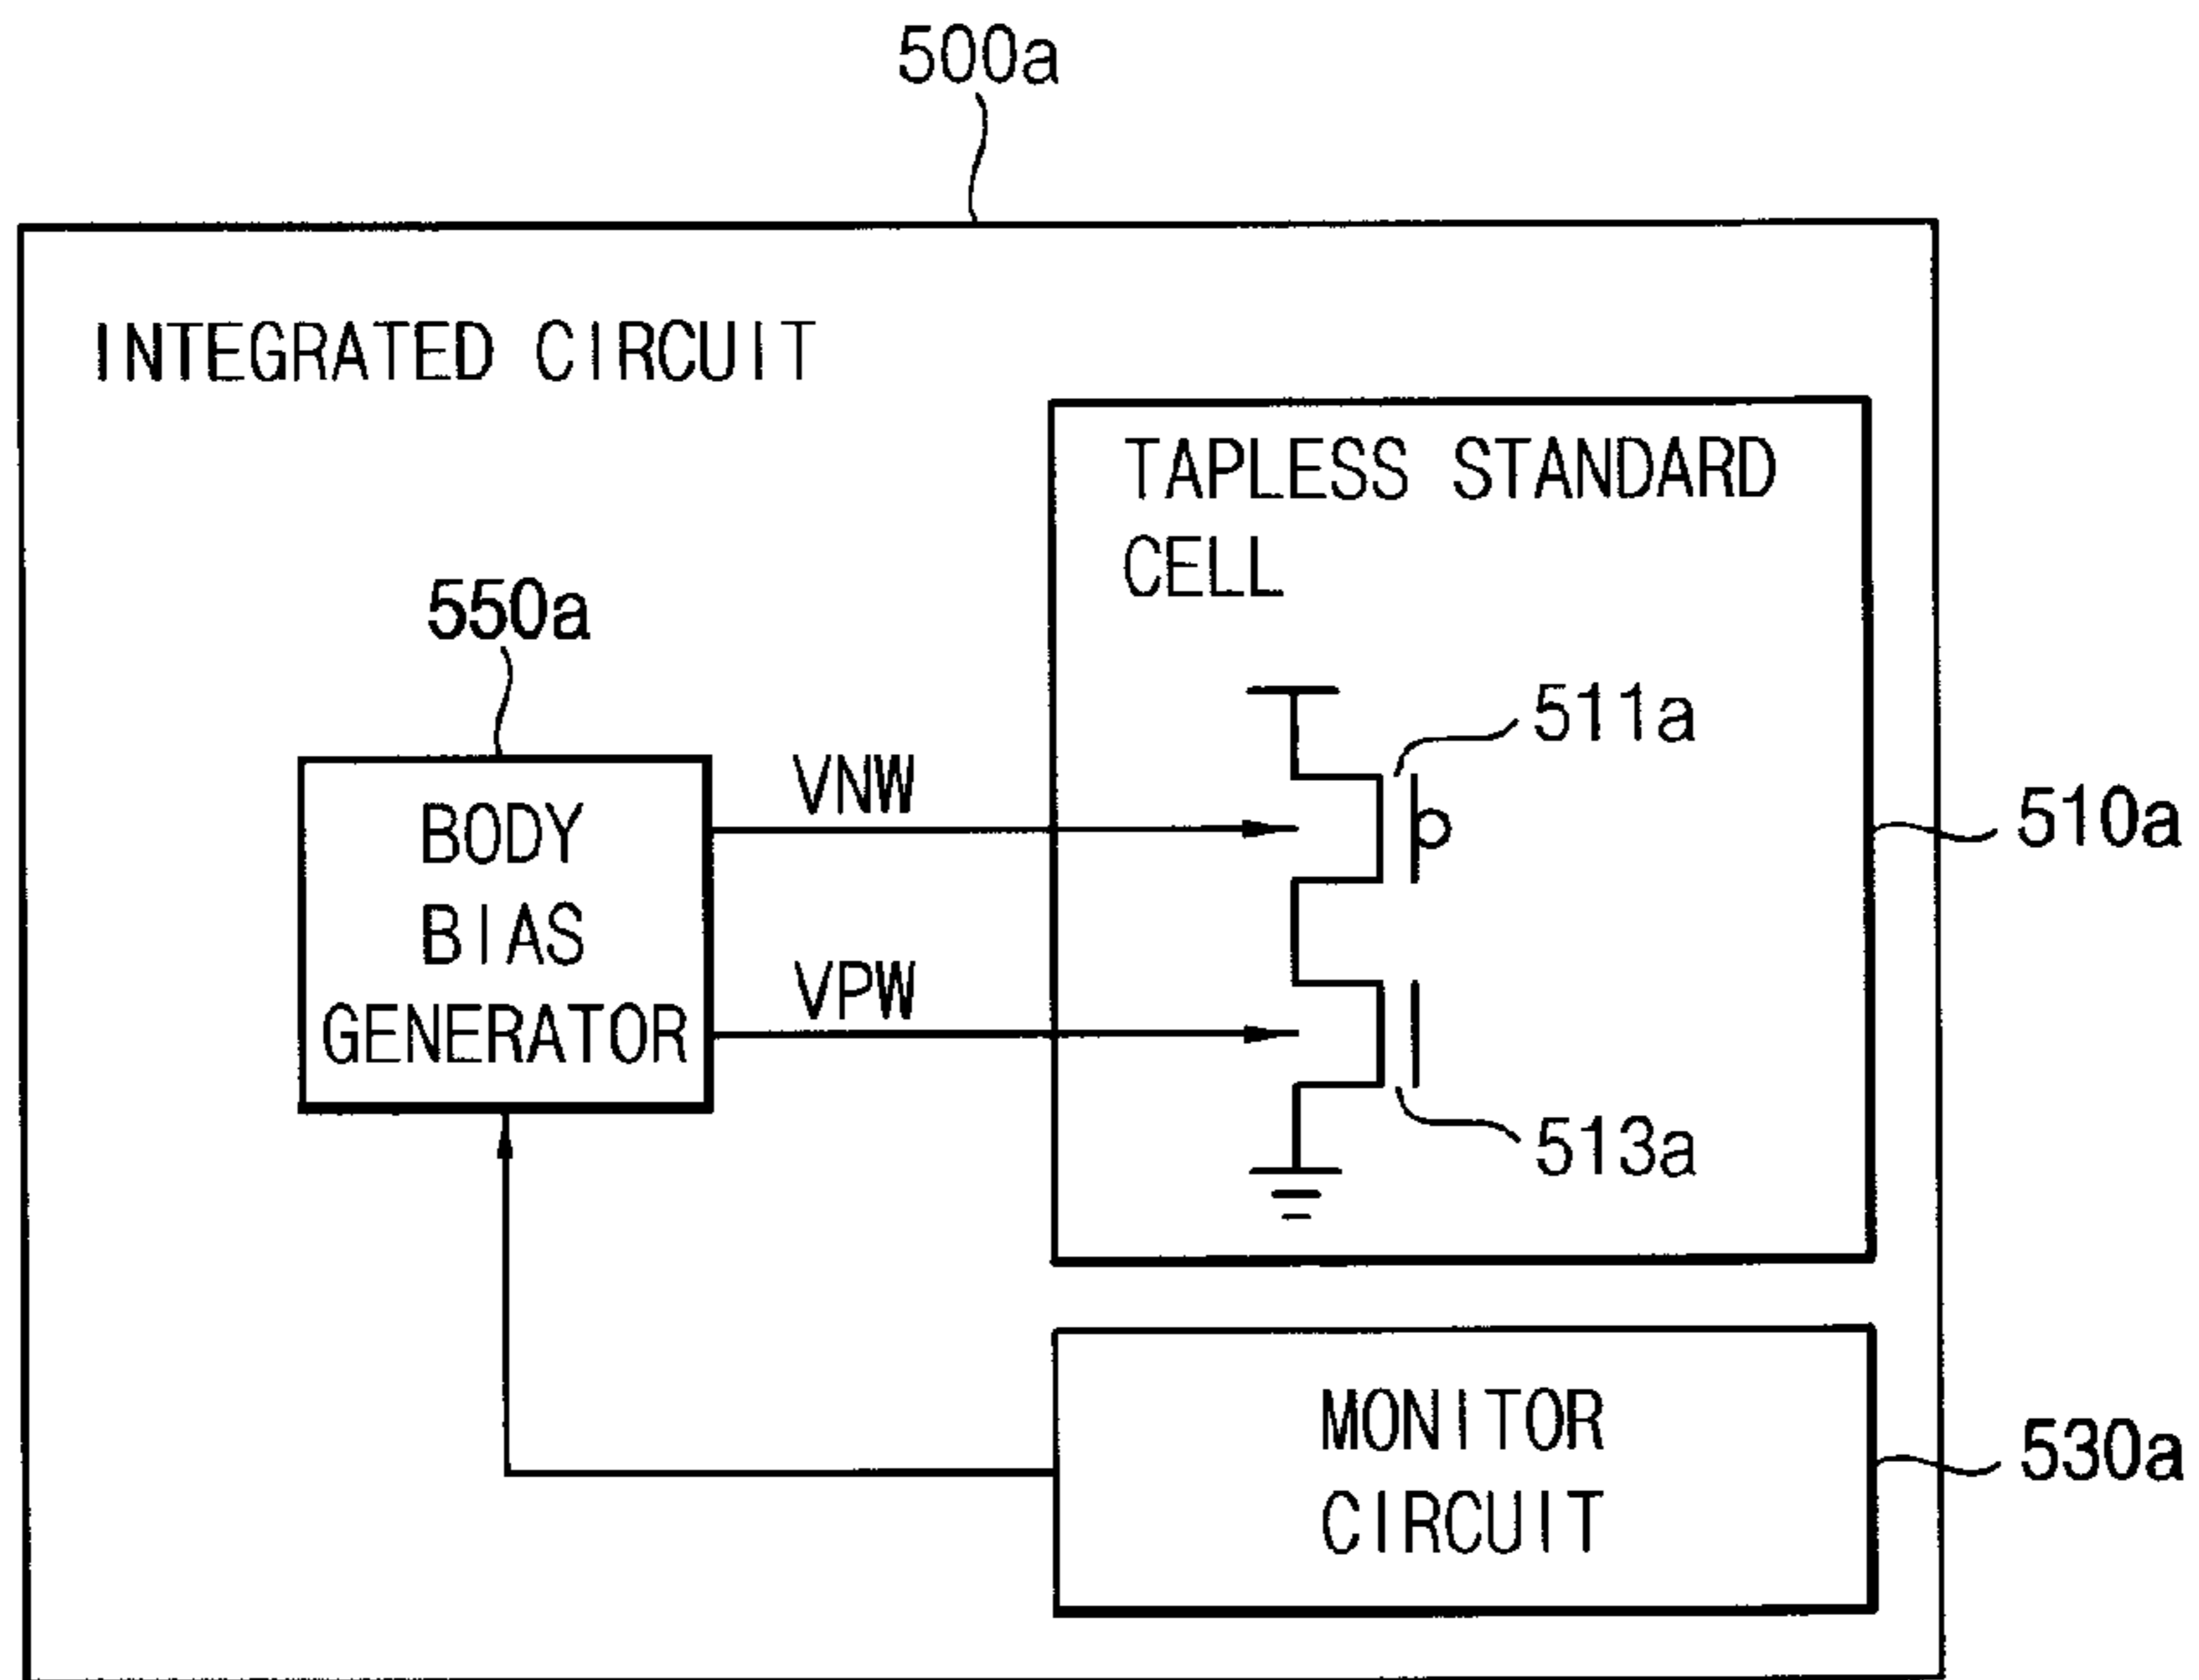 500a
INTEGRATED CIRCUIT
TAPLESS STANDARD
CELL
550a
511a
VNW
510a
BODY
BIAS
GENERATOR
VPW
513a
MONITOR
CIRCUIT
530a